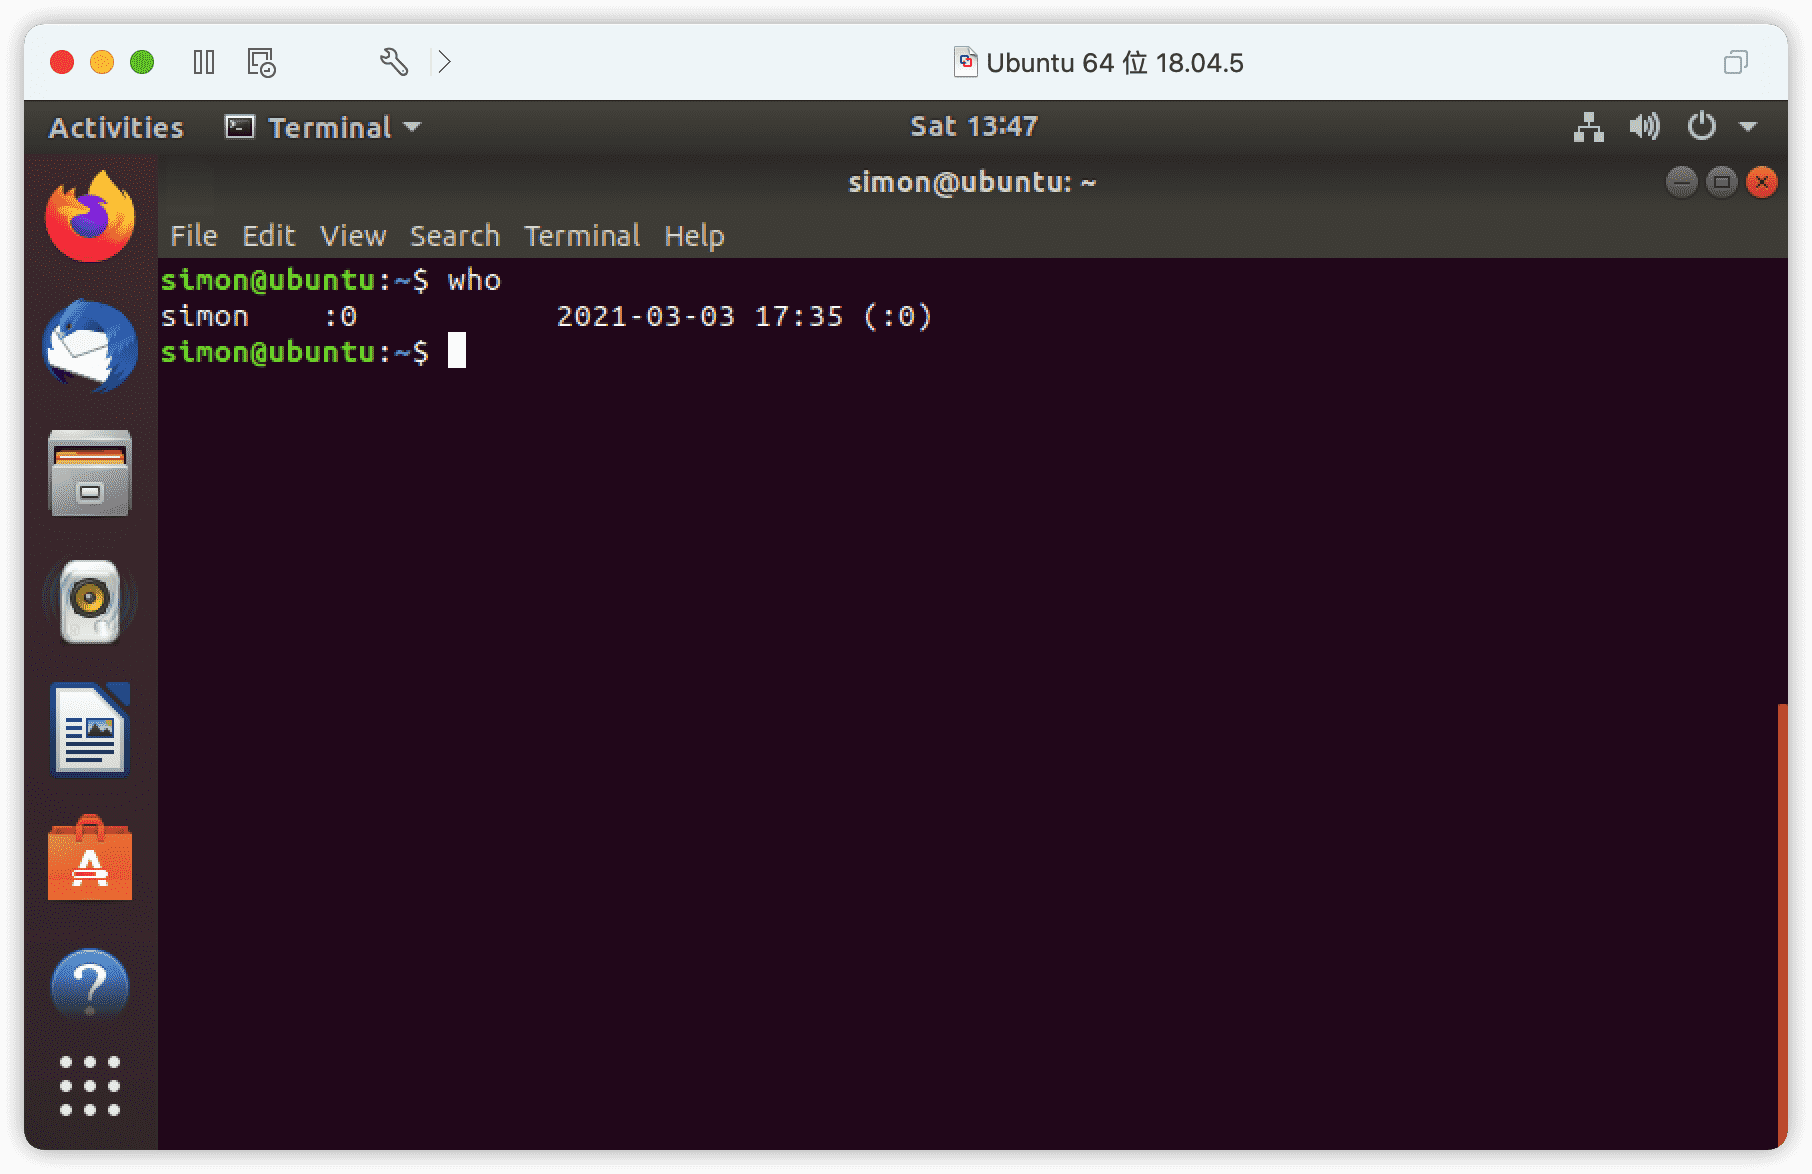 Ubuntu 64 位 18.04.5
Activities Terminal Sat 13:47
simon@ubuntu: ~
File Edit View Search Terminal Help
simon@ubuntu:~$ who
simon    :0           2021-03-03 17:35 (:0)
simon@ubuntu:~$